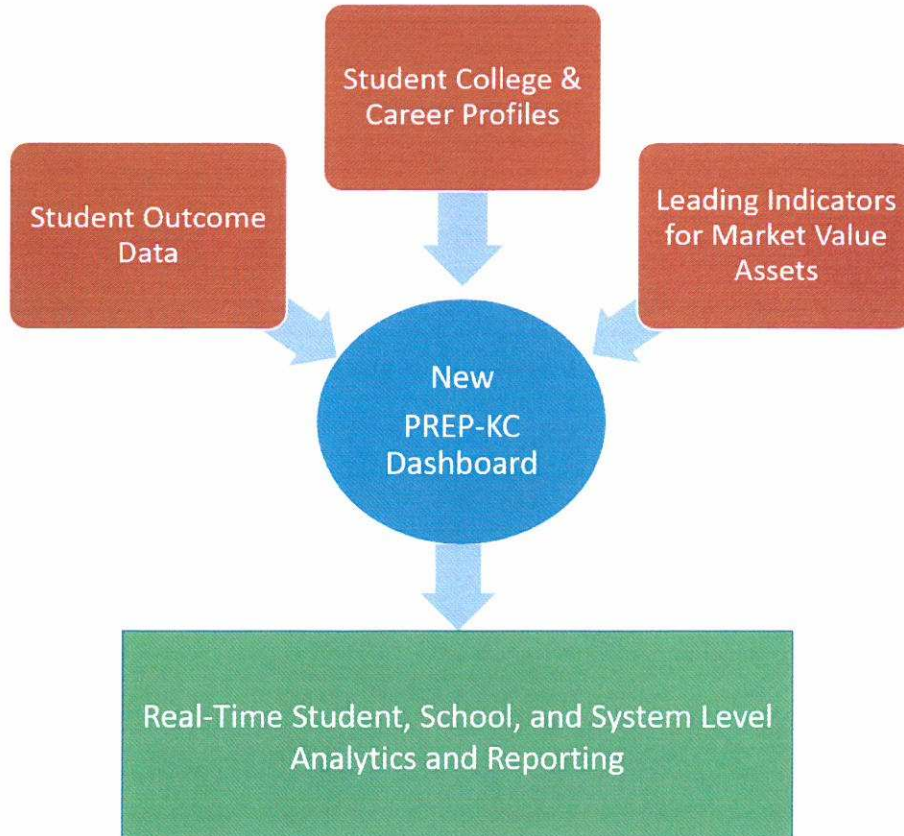 Student College &
Career Profiles
Student Outcome
Data
Leading Indicators
for Market Value
Assets
New
PREP-KC
Dashboard
Real-Time Student, School, and System Level
Analytics and Reporting